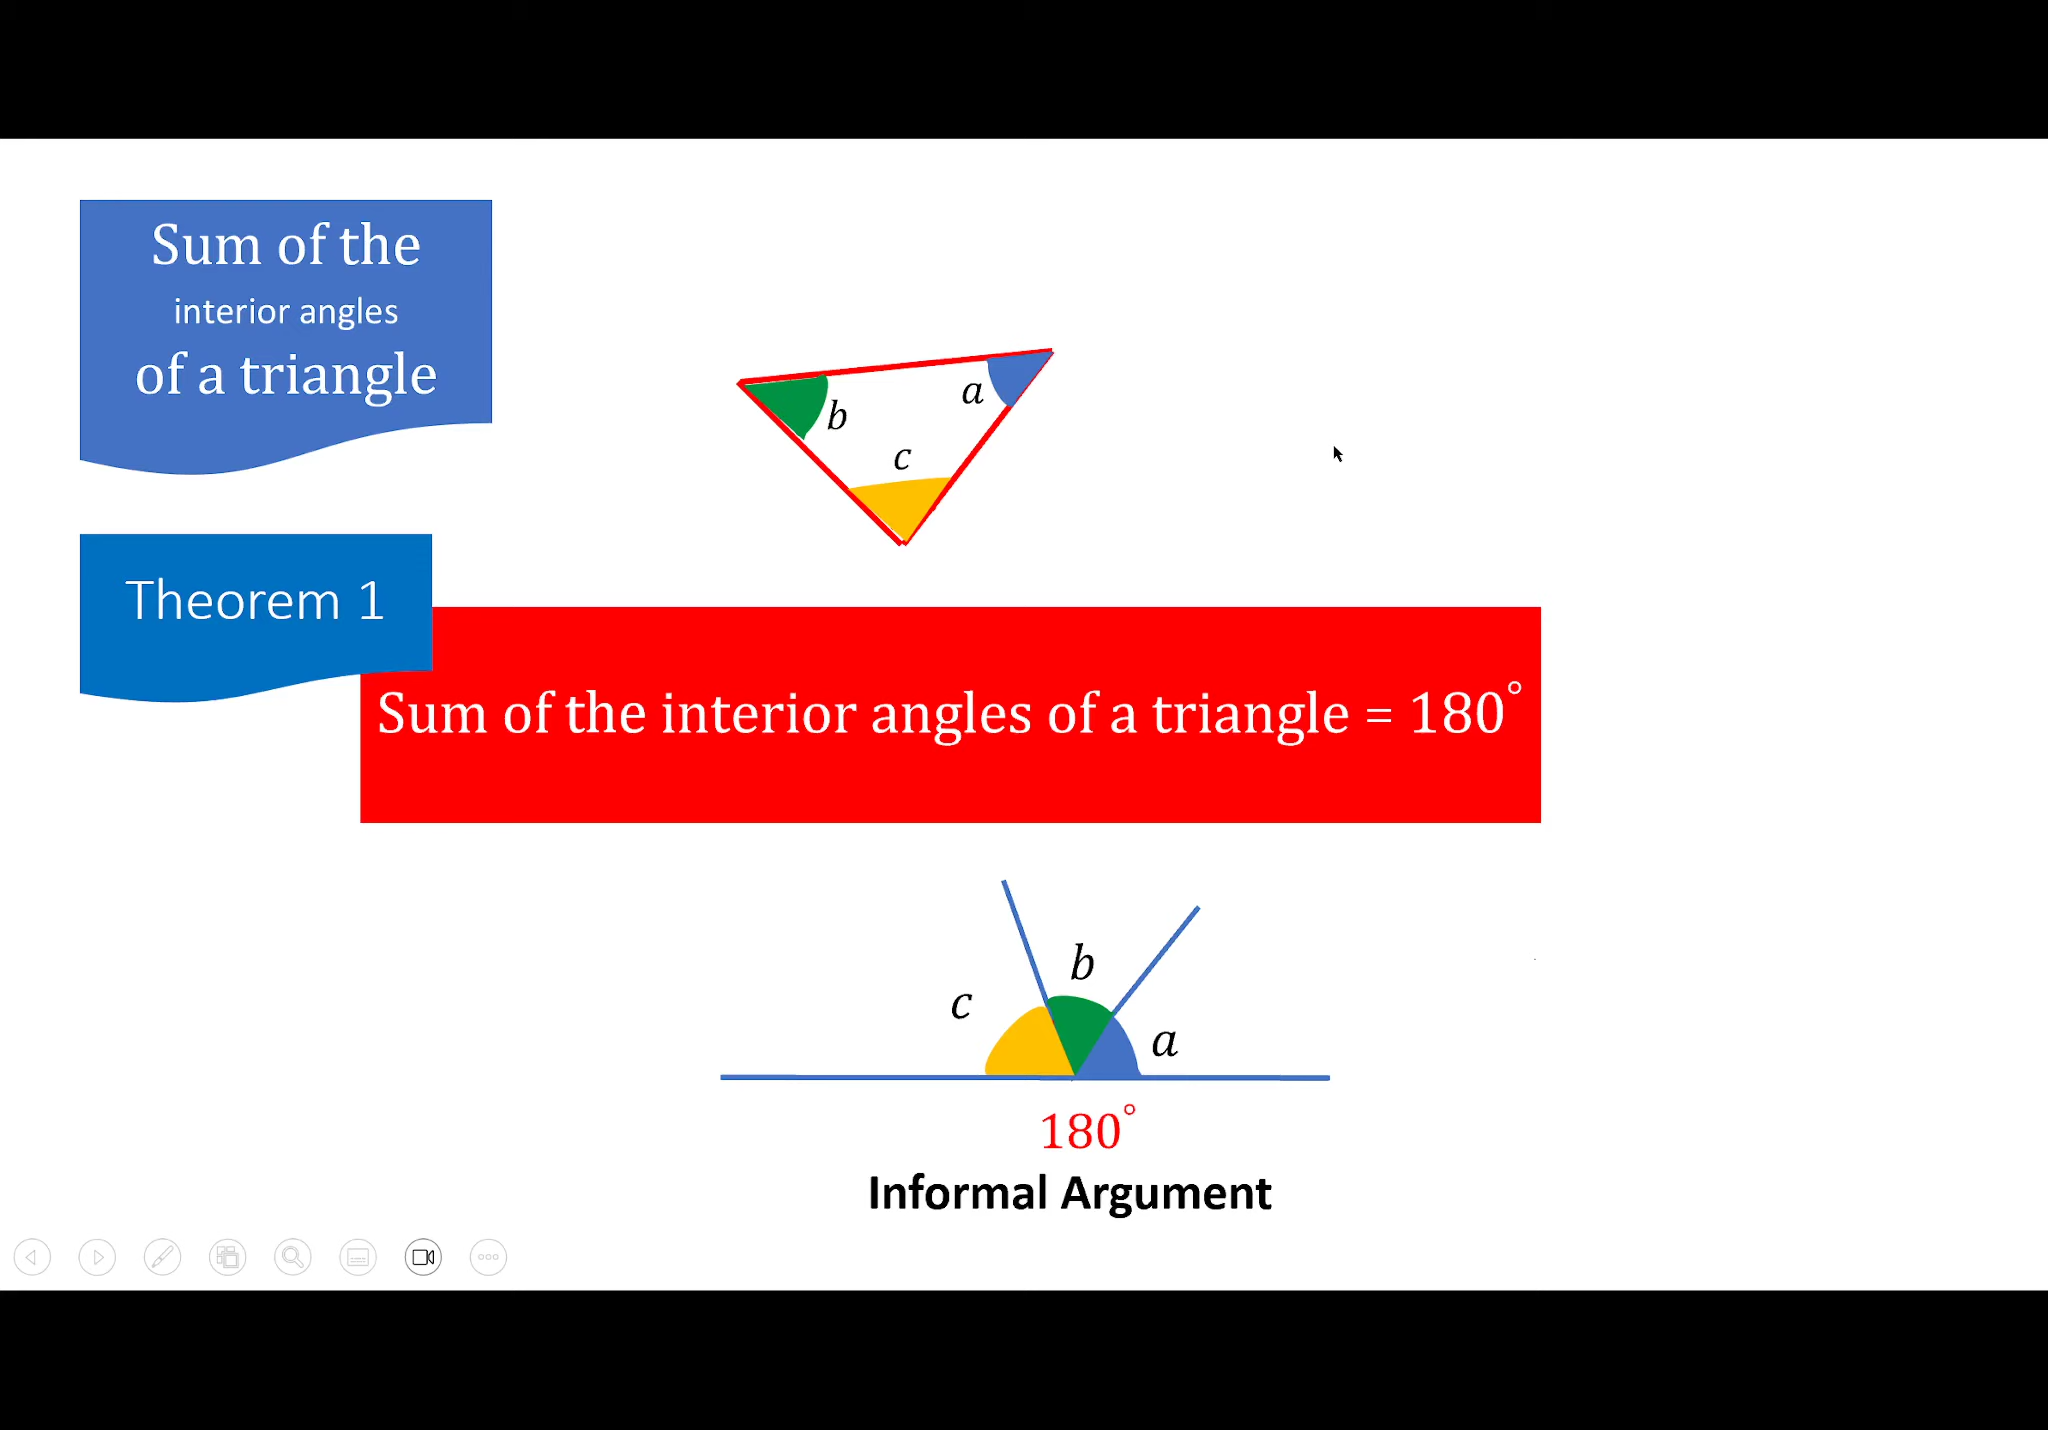 Sum of the
interior angles
of a triangle
b
a
c
Theorem 1
Sum of the interior angles of a triangle = 180°
b
c
a
180°
Informal Argument